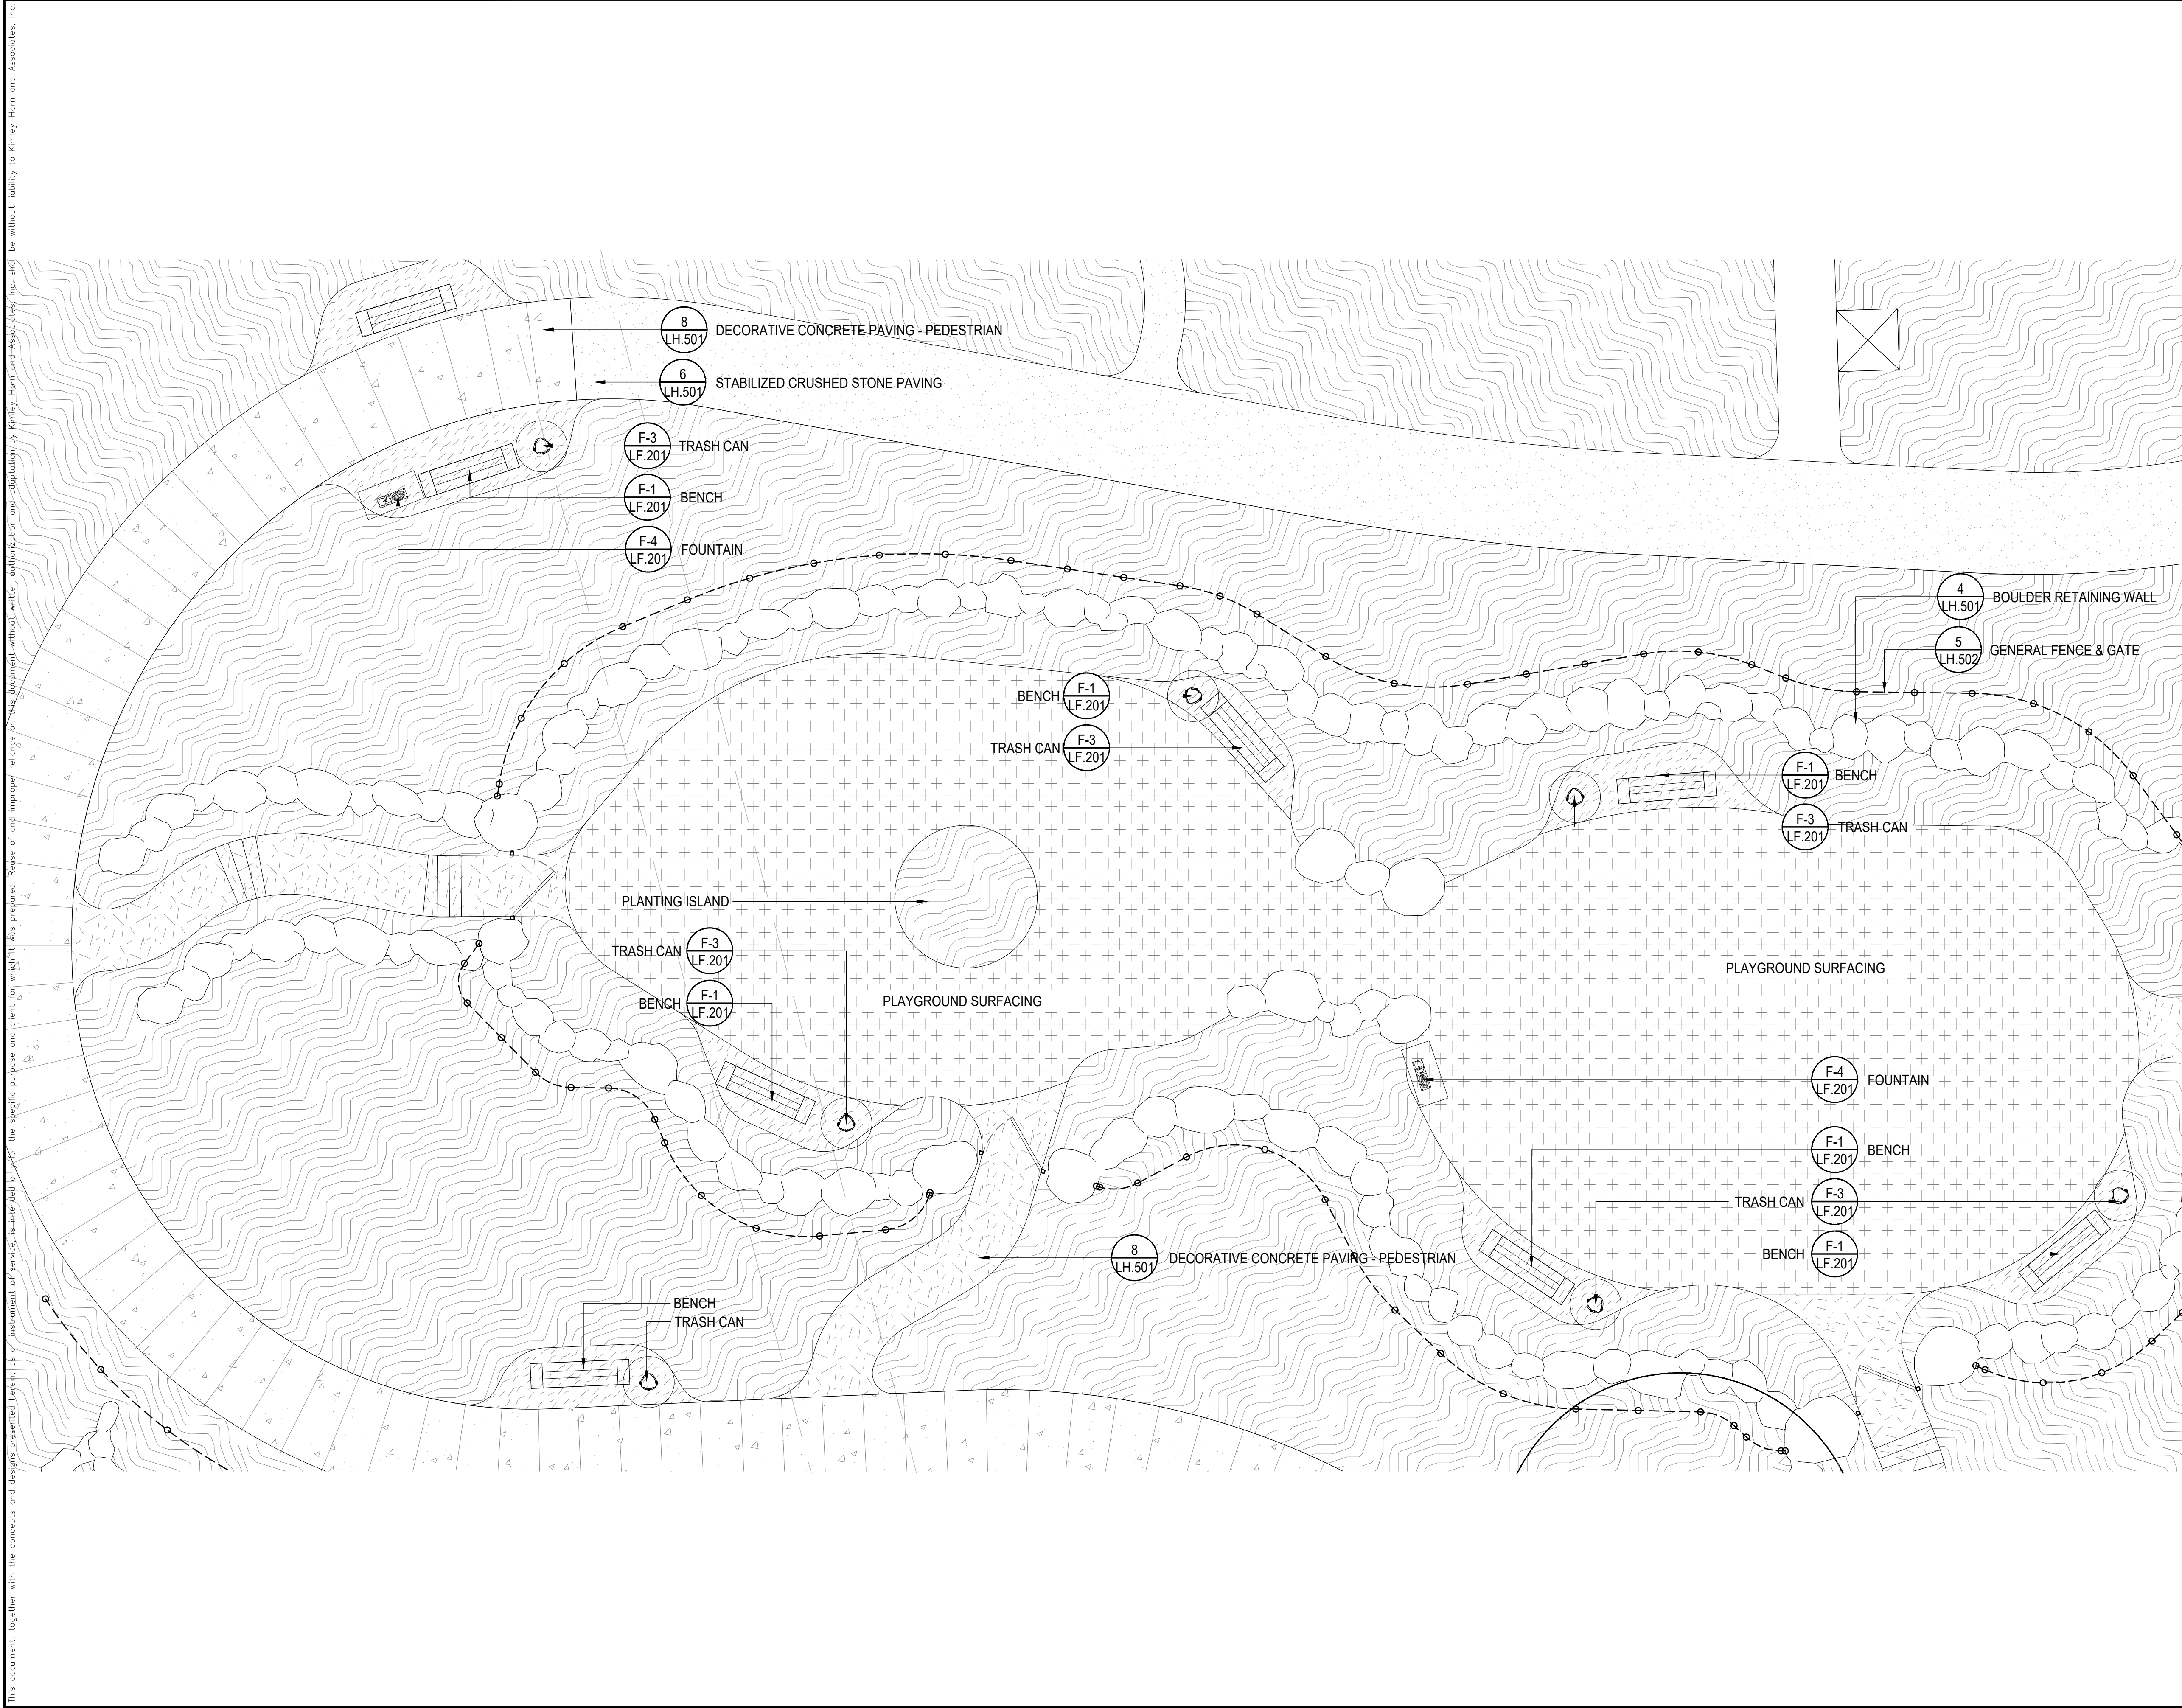 This document, together with the concepts and designs presented herein, as an instrument of service, is intended only for the specific purpose and client for which it was prepared. Reuse of and improper reliance on this document without written authorization and adaptation by Kimley-Horn and Associates, Inc. shall be without liability to Kimley-Horn and Associates, Inc.
8
LH.501
DECORATIVE CONCRETE PAVING - PEDESTRIAN
6
LH.501
STABILIZED CRUSHED STONE PAVING
F-3
LF.201
TRASH CAN
F-1
LF.201
BENCH
F-4
LF.201
FOUNTAIN
4
LH.501
BOULDER RETAINING WALL
5
LH.502
GENERAL FENCE & GATE
BENCH
F-1
LF.201
TRASH CAN
F-3
LF.201
F-1
LF.201
BENCH
F-3
LF.201
TRASH CAN
PLANTING ISLAND
TRASH CAN
F-3
LF.201
BENCH
F-1
LF.201
PLAYGROUND SURFACING
PLAYGROUND SURFACING
F-4
LF.201
FOUNTAIN
F-1
LF.201
BENCH
TRASH CAN
F-3
LF.201
BENCH
F-1
LF.201
8
LH.501
DECORATIVE CONCRETE PAVING - PEDESTRIAN
BENCH
TRASH CAN